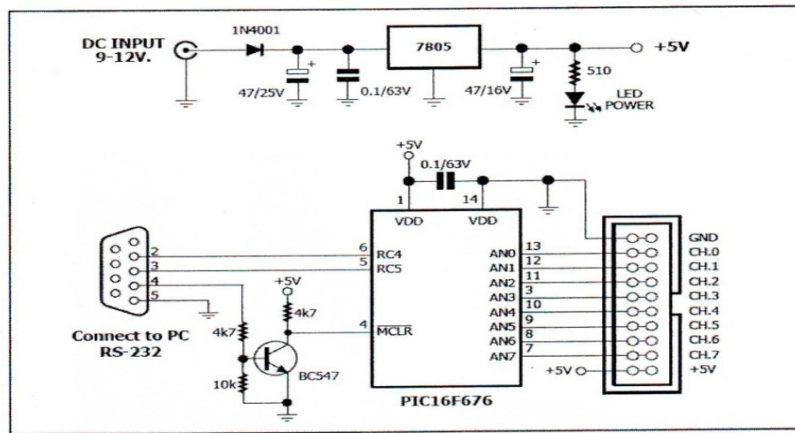 1N4001
DC INPUT
9-12V.
7805
+5V
+
+
510
47/25V
0.1/63V
47/16V
LED
POWER
+5V
0.1/63V
1
14
VDD
VDD
GND
2
6
RC4
AN0
13
CH.0
3
5
RC5
AN1
12
CH.1
4
AN2
11
CH.2
5
+5V
AN3
3
CH.3
4k7
AN4
10
CH.4
Connect to PC
RS-232
4k7
4
MCLR
AN5
9
CH.5
AN6
8
CH.6
AN7
7
CH.7
10k
BC547
+5V
+5V
PIC16F676